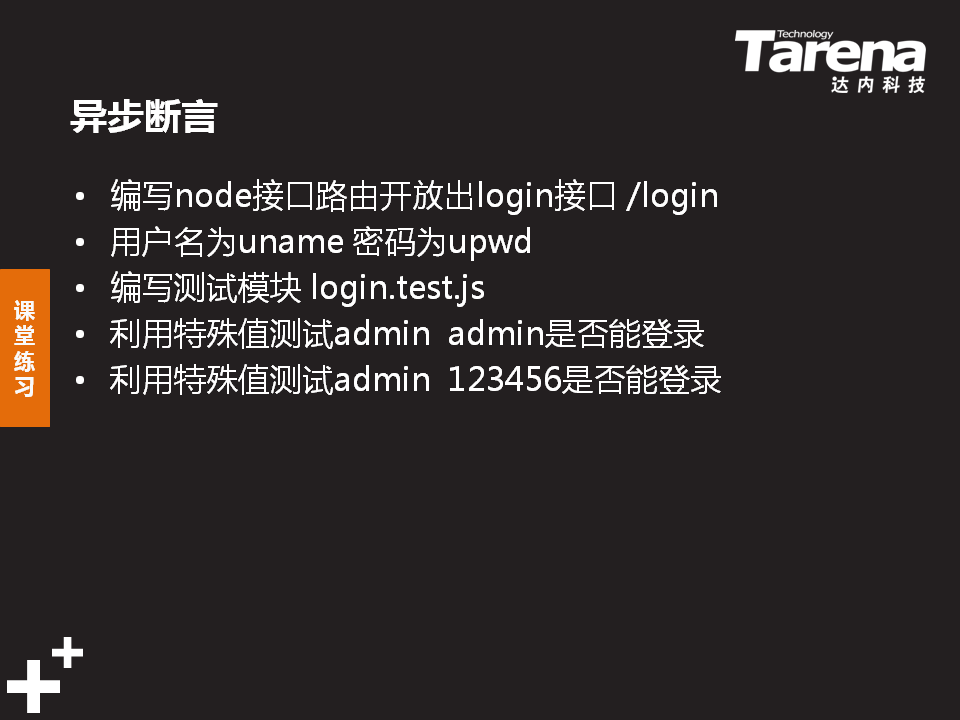 Technology
Tarena
达内科技
异步断言
• 编写node接口路由开放出login接口 /login
• 用户名为uname 密码为upwd
• 编写测试模块 login.test.js
• 利用特殊值测试admin  admin是否能登录
• 利用特殊值测试admin  123456是否能登录
课堂练习